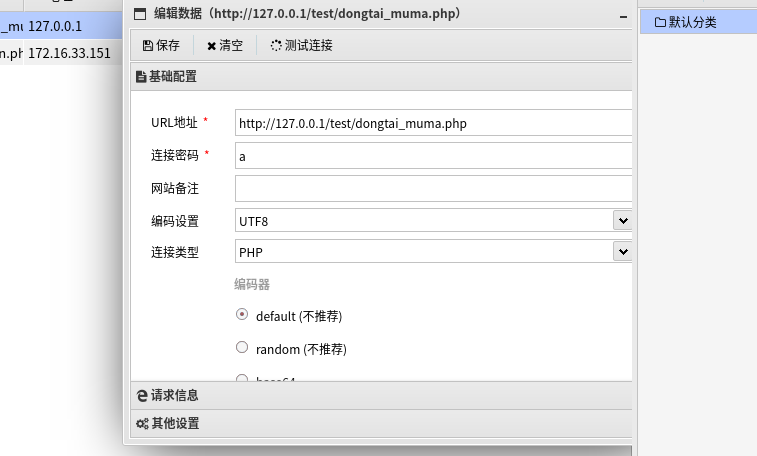 编辑数据（http://127.0.0.1/test/dongtai_muma.php）
保存 清空 测试连接
默认分类
_mu 127.0.0.1
n.ph 172.16.33.151
基础配置
URL地址 * http://127.0.0.1/test/dongtai_muma.php
连接密码 * a
网站备注
编码设置 UTF8
连接类型 PHP
编码器
default (不推荐)
random (不推荐)
base64
请求信息
其他设置